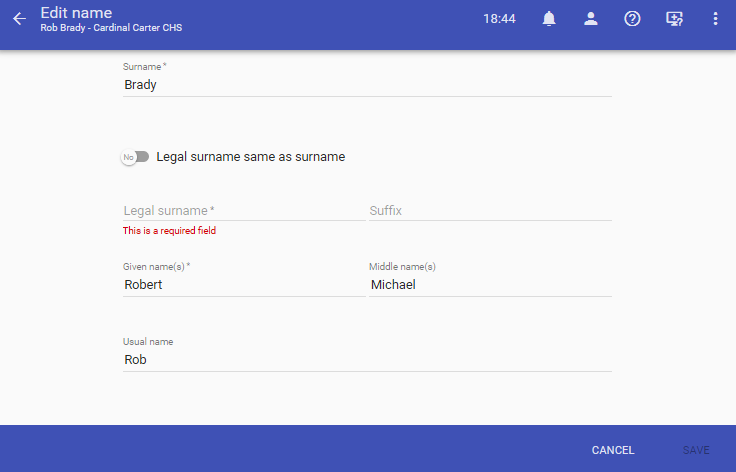 Edit name
Rob Brady - Cardinal Carter CHS
18:44
Surname *
Brady
No Legal surname same as surname
Legal surname * Suffix
This is a required field
Given name(s) * Middle name(s)
Robert Michael
Usual name
Rob
CANCEL SAVE